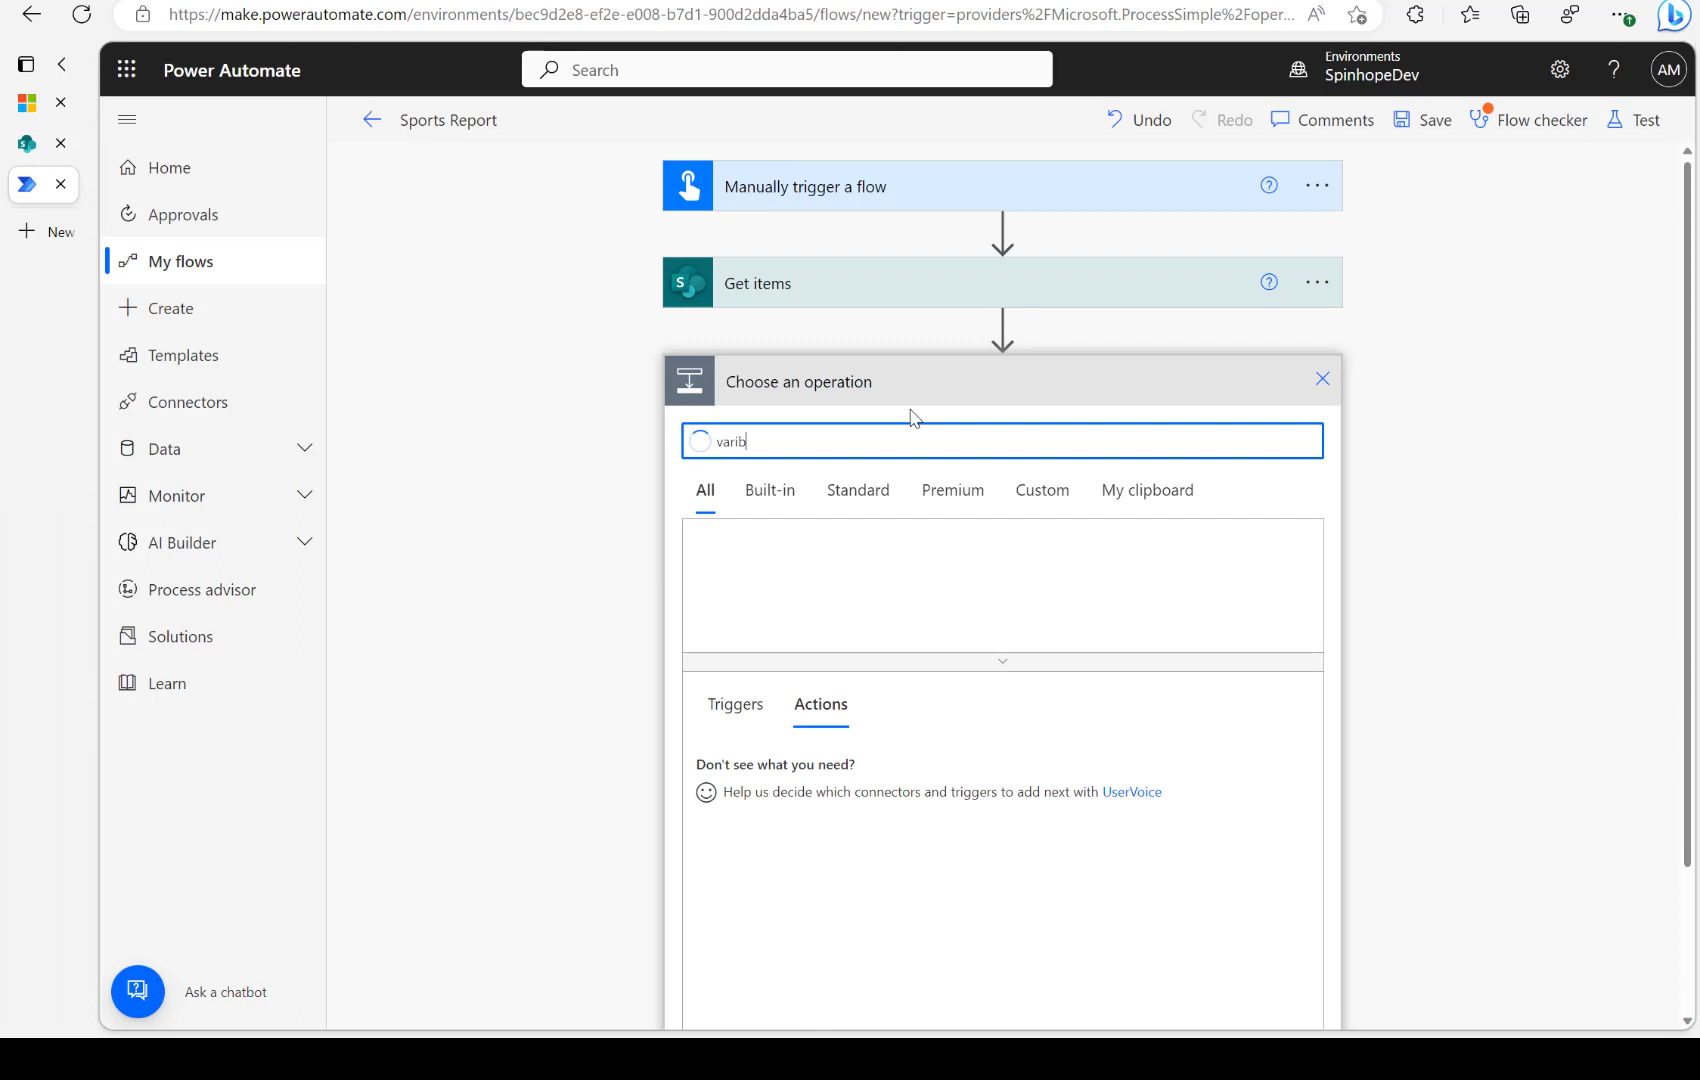 https://make.powerautomate.com/environments/bec9d2e8-ef2e-e008-b7d1-900d2dda4ba5/flows/new?trigger=providers%2FMicrosoft.ProcessSimple%2Foper...
Power Automate
Search
Environments
SpinhopeDev
AM
Sports Report
Undo
Redo
Comments
Save
Flow checker
Test
New
Home
Approvals
My flows
Create
Templates
Connectors
Data
Monitor
AI Builder
Process advisor
Solutions
Learn
Ask a chatbot
Manually trigger a flow
Get items
Choose an operation
varib
All Built-in Standard Premium Custom My clipboard
Triggers Actions
Don't see what you need?
Help us decide which connectors and triggers to add next with UserVoice